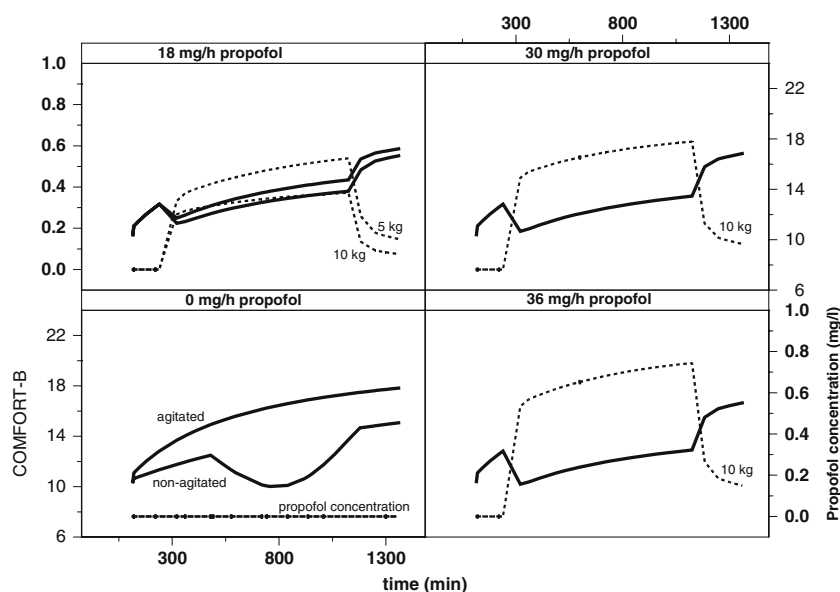 300 800 1300
18 mg/h propofol 30 mg/h propofol
1.0
0.8
0.6
0.4
0.2
0.0
5 kg
10 kg
10 kg
22
18
14
10
6
0 mg/h propofol 36 mg/h propofol
22
18
14
10
6
COMFORT-B
agitated
non-agitated
propofol concentration
10 kg
1.0
0.8
0.6
0.4
0.2
0.0
Propofol concentration (mg/l)
300 800 1300
time (min)